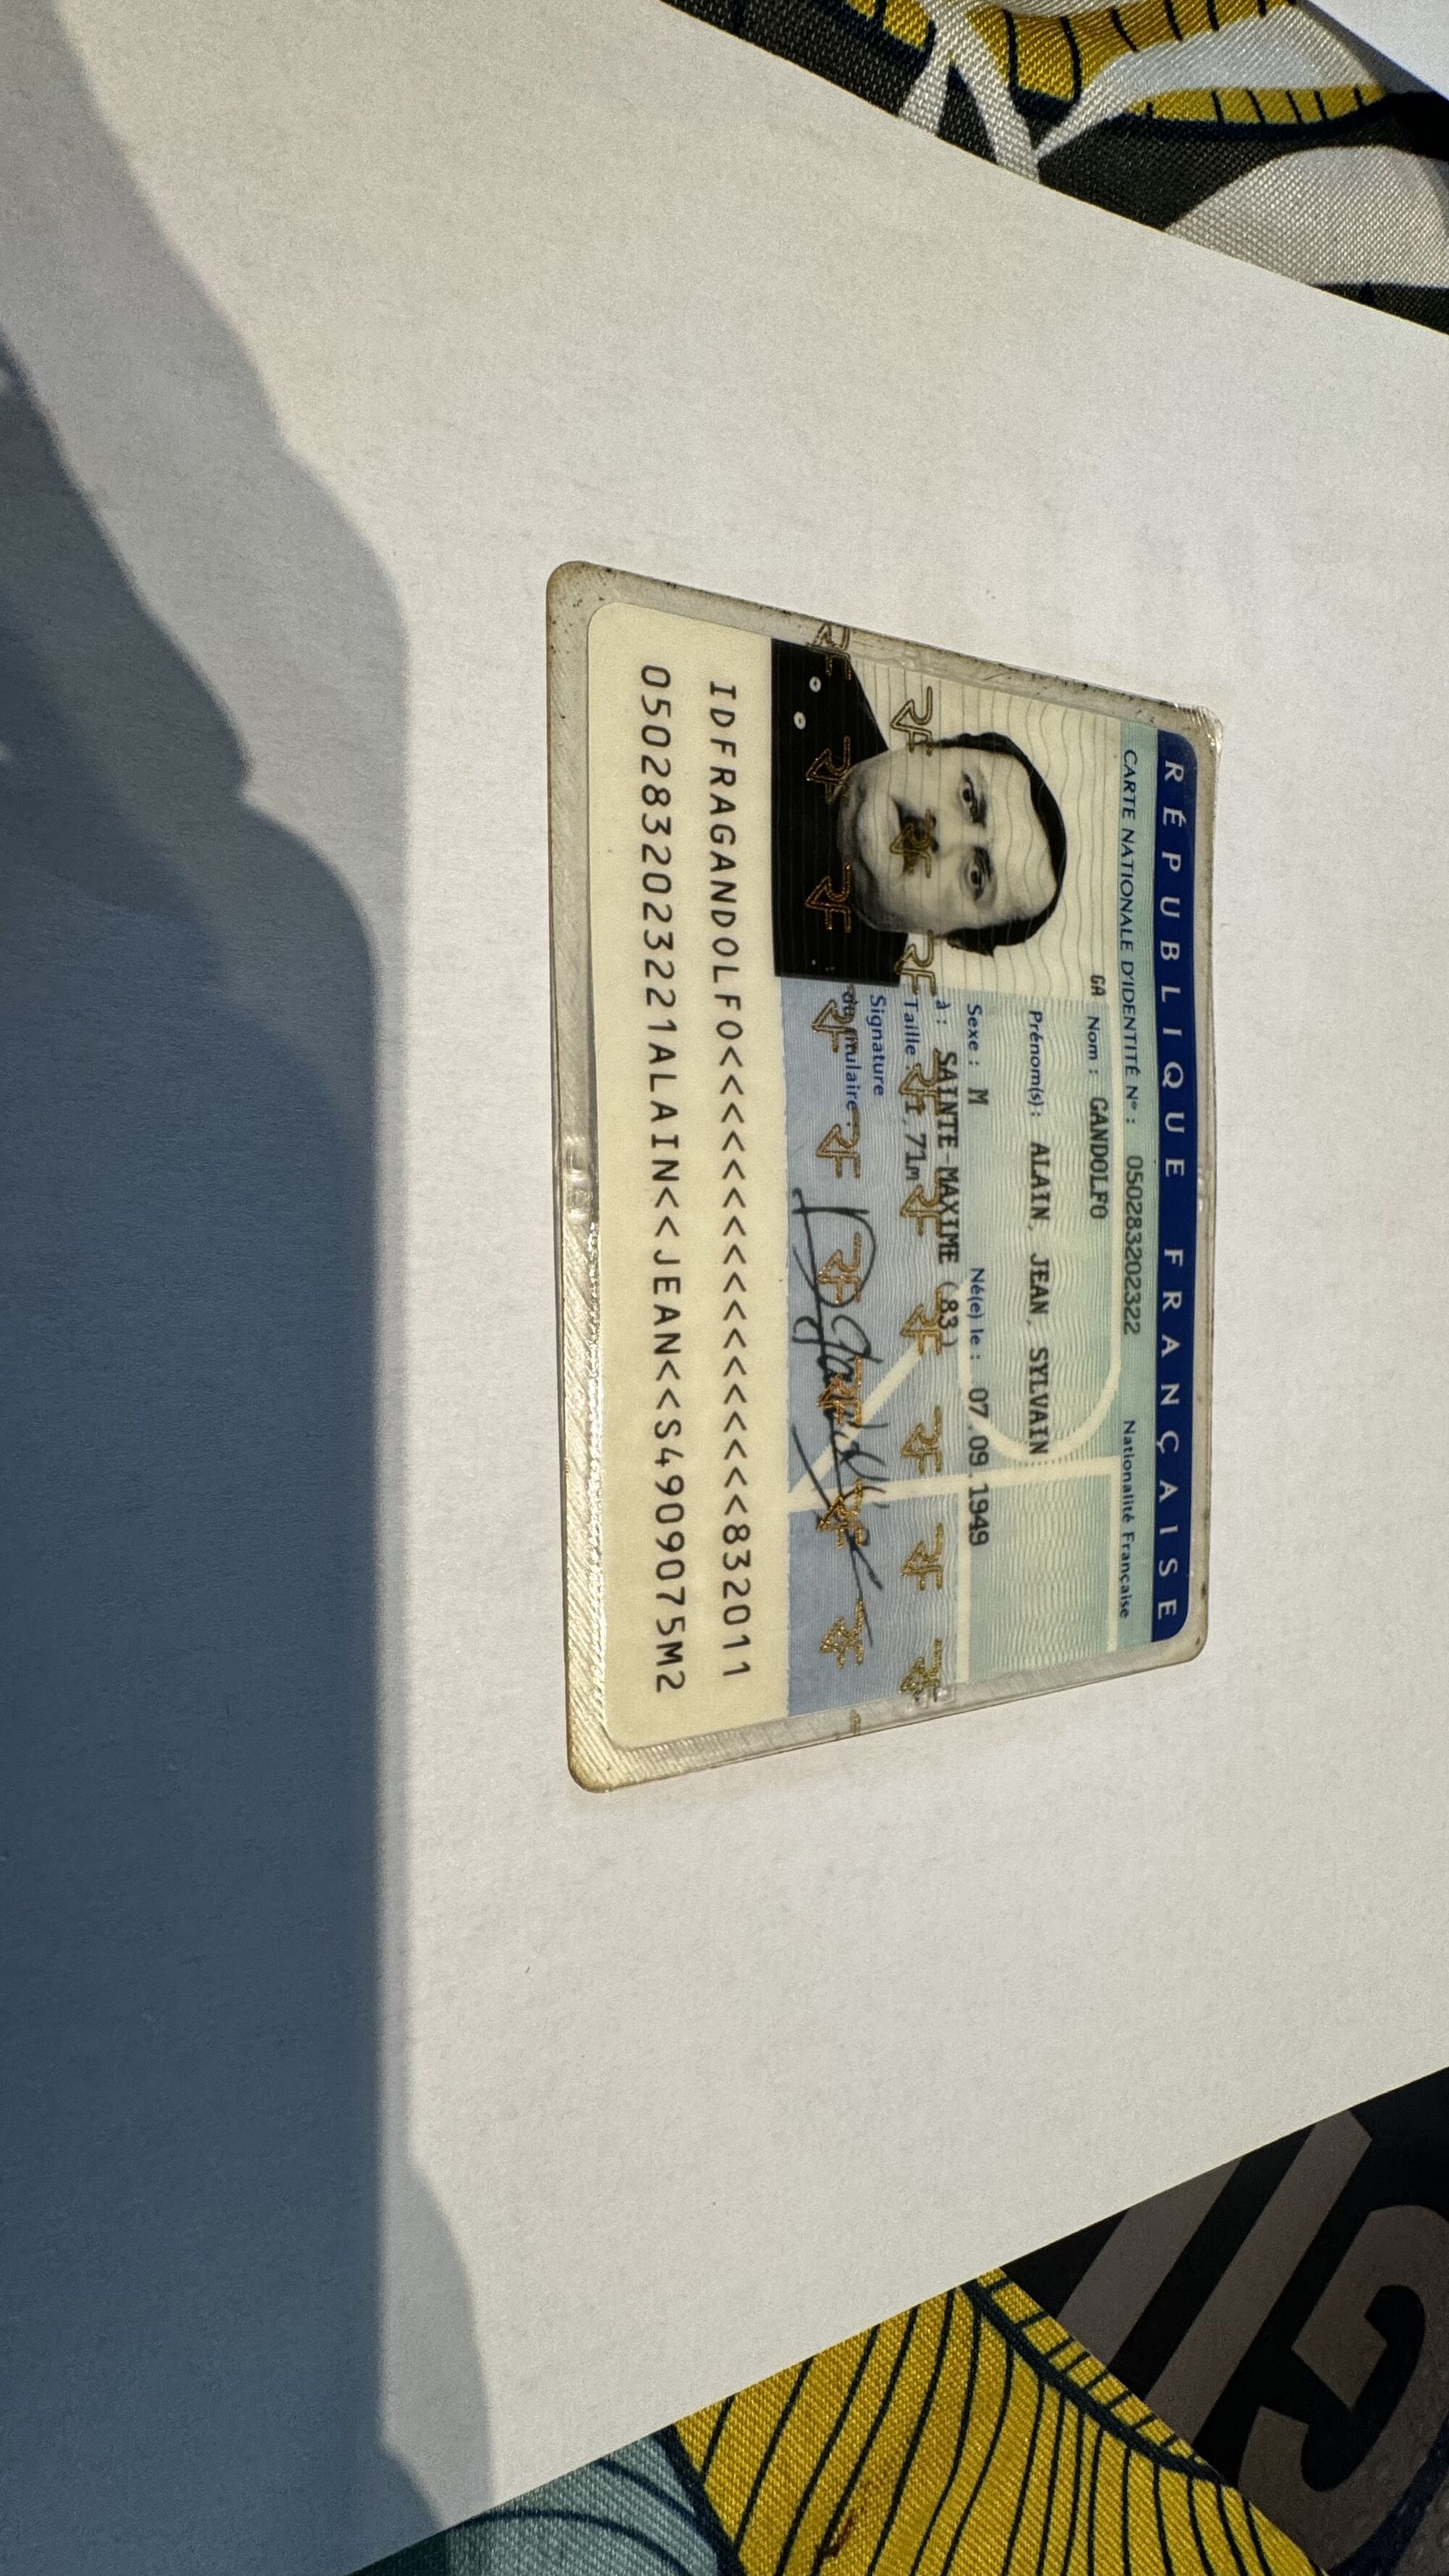 RÉPUBLIQUE FRANÇAISE
CARTE NATIONALE D'IDENTITÉ N° : 050283202322 Nationalité Française
GA Nom : GANDOLFO
Prénom(s) : ALAIN, JEAN, SYLVAIN
Sexe : M Né(e) le : 07.09.1949
à : SAINTE-MAXIME (83)
Taille : 1,71m
Signature
du titulaire :
IDFRAGANDOLFO<<<<<<<<<<<<<<<<<832011
0502832023221ALAIN<<JEAN<<S4909075M2